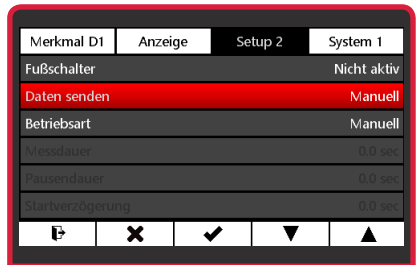 Merkmal D1 Anzeige Setup 2 System 1
Fußschalter Nicht aktiv
Daten senden Manuell
Betriebsart Manuell
Messdauer 0.0 sec
Pausendauer 0.0 sec
Startverzögerung 0.0 sec